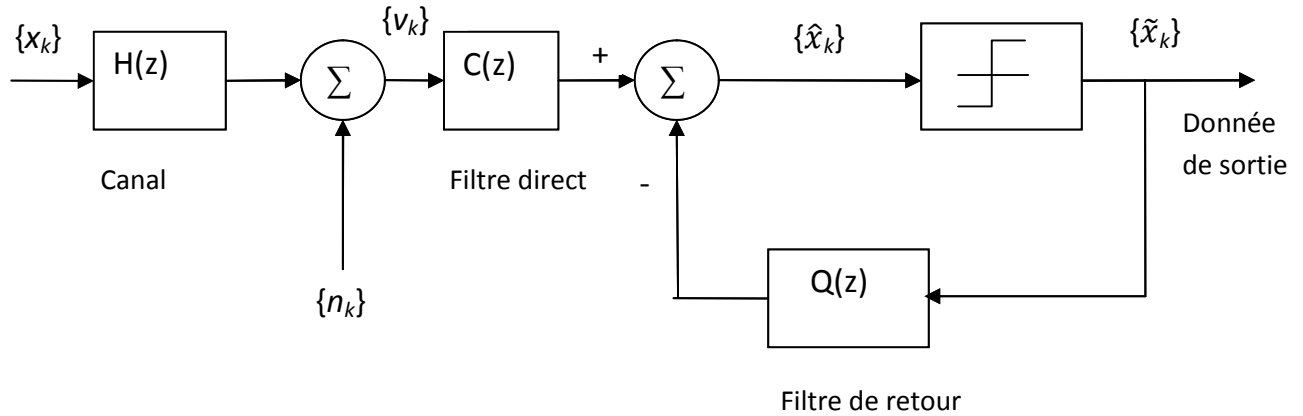 {x_k}
H(z)
Canal
∑
{n_k}
{v_k}
C(z)
Filtre direct
+
-
∑
{x̂_k}
{x̃_k}
Donnée
de sortie
Q(z)
Filtre de retour